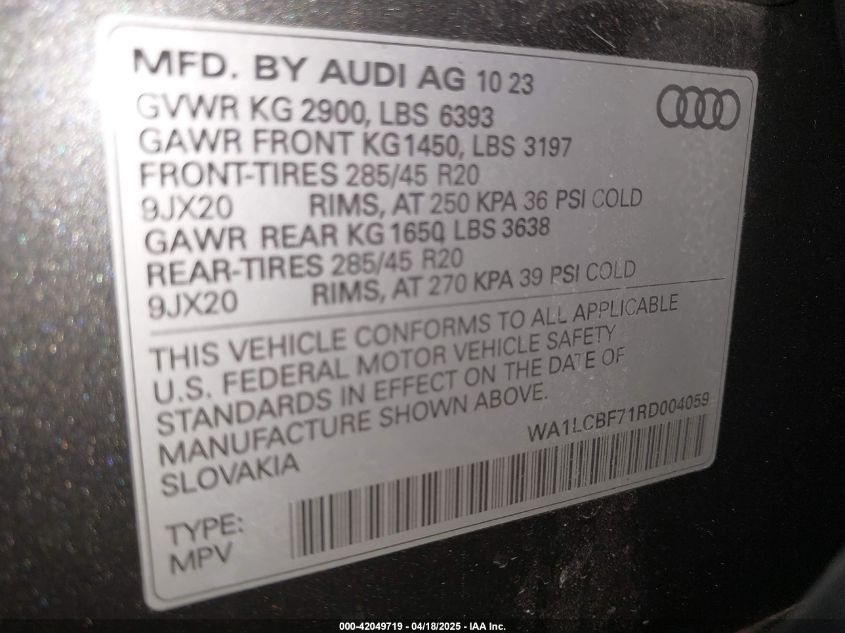 MFD. BY AUDI AG 10 23
GVWR KG 2900, LBS 6393
GAWR FRONT KG1450, LBS 3197
FRONT-TIRES 285/45 R20
9JX20 RIMS, AT 250 KPA 36 PSI COLD
GAWR REAR KG 1650, LBS 3638
REAR-TIRES 285/45 R20
9JX20 RIMS, AT 270 KPA 39 PSI COLD
THIS VEHICLE CONFORMS TO ALL APPLICABLE
U.S. FEDERAL MOTOR VEHICLE SAFETY
STANDARDS IN EFFECT ON THE DATE OF
MANUFACTURE SHOWN ABOVE.
SLOVAKIA
WA1LCBF71RD004059
TYPE:
MPV
000-42049719 - 04/18/2025 - IAA Inc.